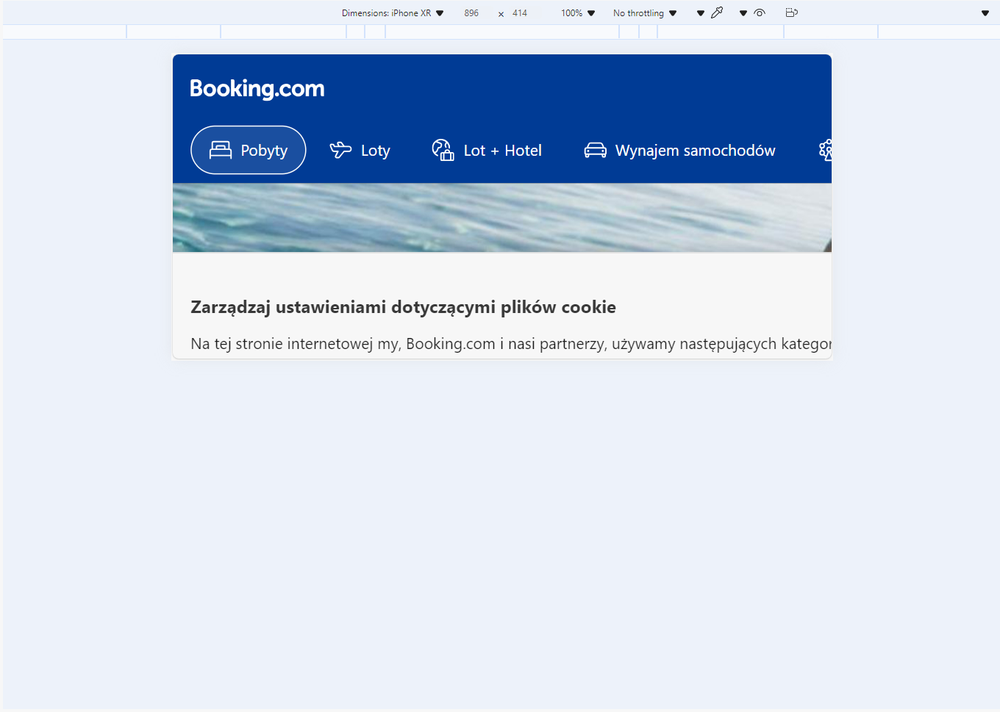 Dimensions: iPhone XR 896 × 414 100% No throttling
Booking.com
Pobyty Loty Lot + Hotel Wynajem samochodów
Zarządzaj ustawieniami dotyczącymi plików cookie
Na tej stronie internetowej my, Booking.com i nasi partnerzy, używamy następujących